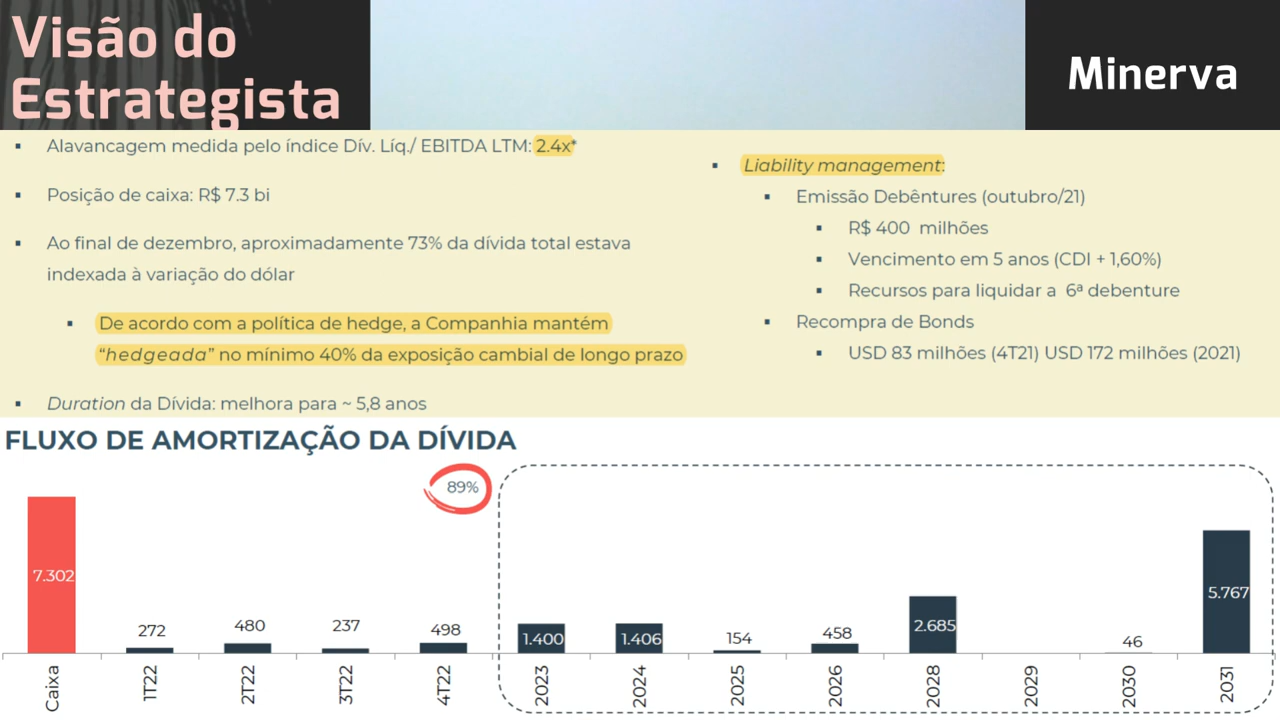 Visão do
Estrategista
Minerva
▪ Alavancagem medida pelo índice Dív. Líq./ EBITDA LTM: 2.4x*
▪ Posição de caixa: R$ 7.3 bi
▪ Ao final de dezembro, aproximadamente 73% da dívida total estava
indexada à variação do dólar
▪ De acordo com a política de hedge, a Companhia mantém
“hedgeada” no mínimo 40% da exposição cambial de longo prazo
▪ Duration da Dívida: melhora para ~ 5,8 anos
▪ Liability management:
▪ Emissão Debêntures (outubro/21)
▪ R$ 400 milhões
▪ Vencimento em 5 anos (CDI + 1,60%)
▪ Recursos para liquidar a 6ª debenture
▪ Recompra de Bonds
▪ USD 83 milhões (4T21) USD 172 milhões (2021)
FLUXO DE AMORTIZAÇÃO DA DÍVIDA
89%
7.302
272
480
237
498
1.400
1.406
154
458
2.685
46
5.767
Caixa
1T22
2T22
3T22
4T22
2023
2024
2025
2026
2028
2029
2030
2031